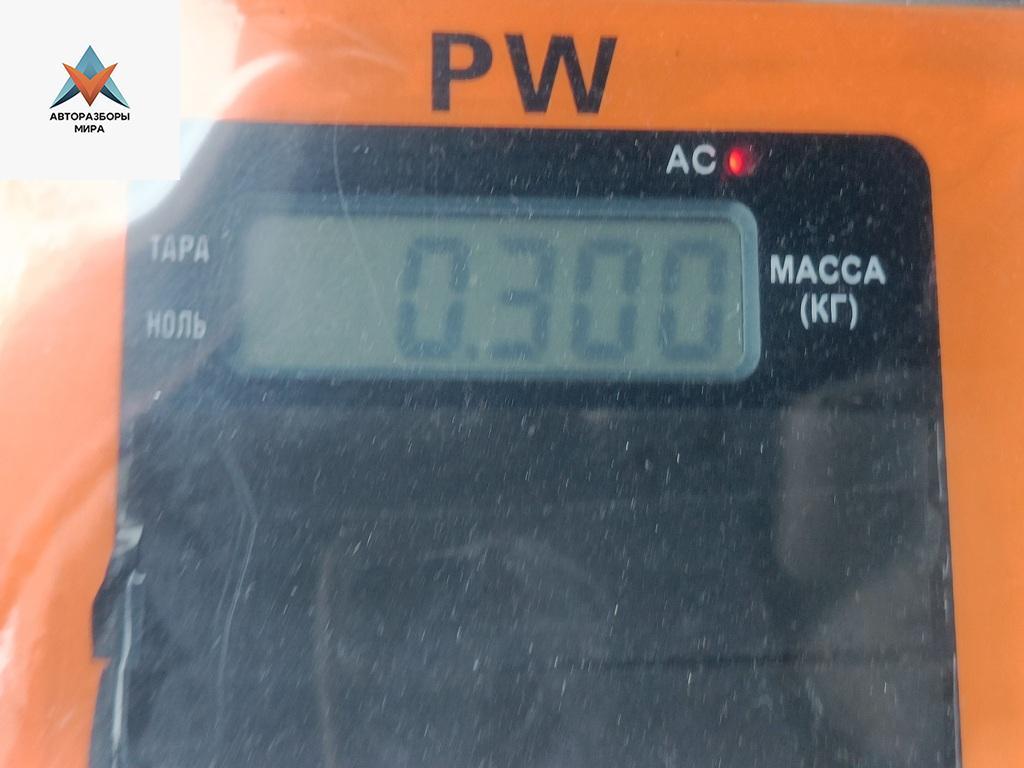 АВТОРАЗБОРЫ
МИРА
PW
AC
ТАРА
НОЛЬ
0.300
МАССА
(КГ)